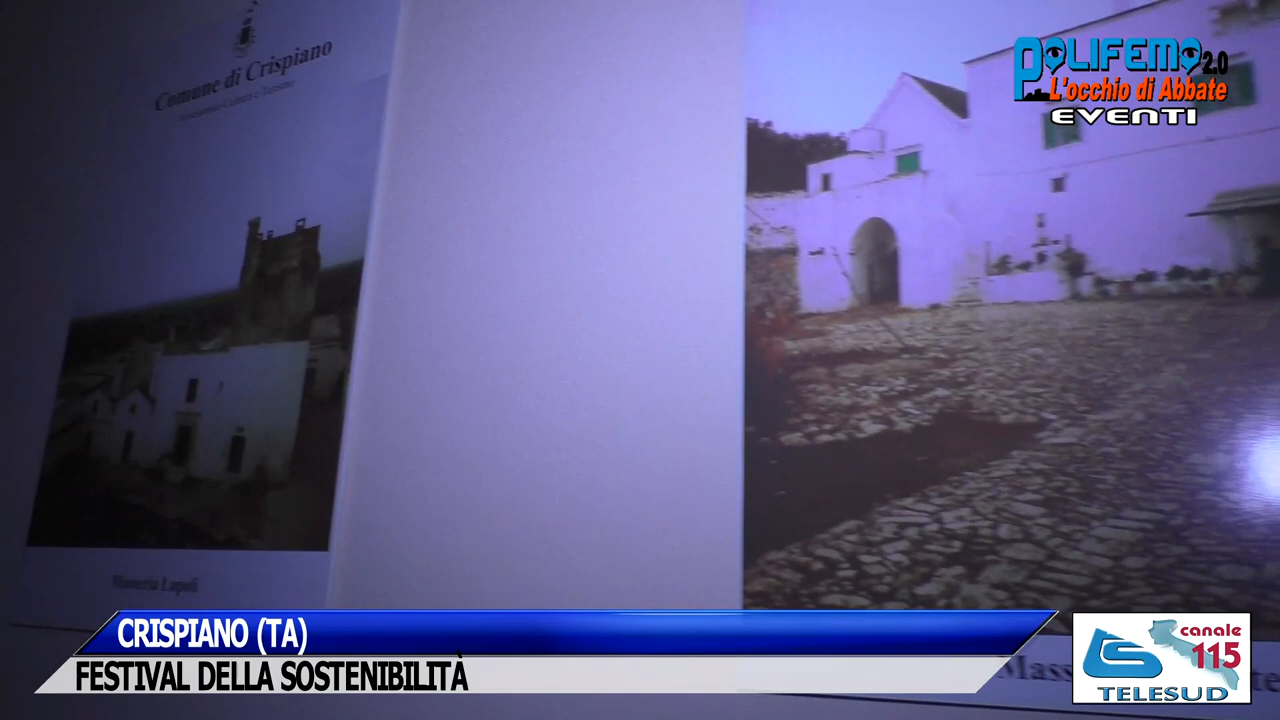 Comune di Crispiano
POLIFEMO 2.0
L'occhio di Abbate
EVENTI
Masseria Lupoli
CRISPIANO (TA)
FESTIVAL DELLA SOSTENIBILITÀ
canale
115
TELESUD